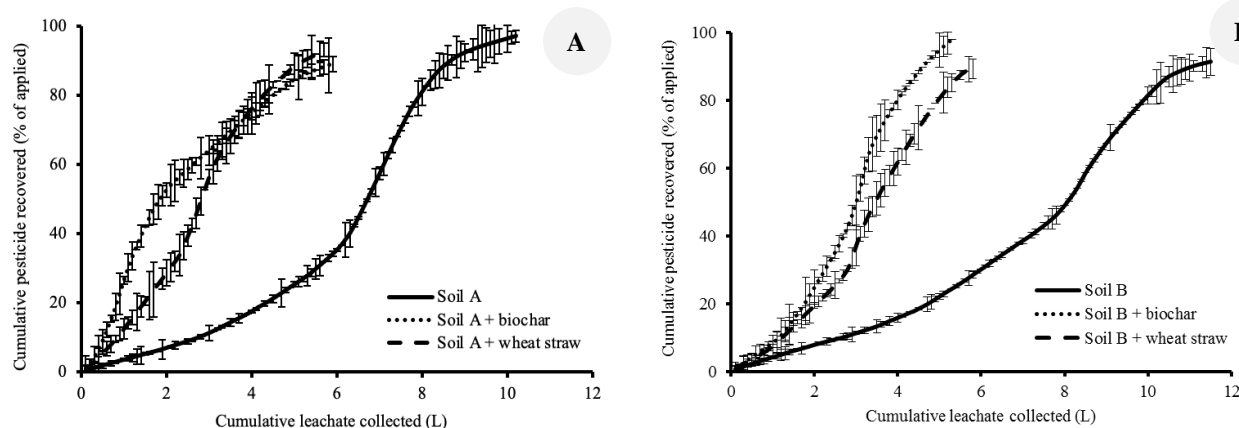 A
Cumulative pesticide recovered (% of applied)
100
80
60
40
20
0
Soil A
Soil A + biochar
Soil A + wheat straw
0 2 4 6 8 10 12
Cumulative leachate collected (L)
Cumulative pesticide recovered (% of applied)
100
80
60
40
20
0
Soil B
Soil B + biochar
Soil B + wheat straw
0 2 4 6 8 10 12
Cumulative leachate collected (L)